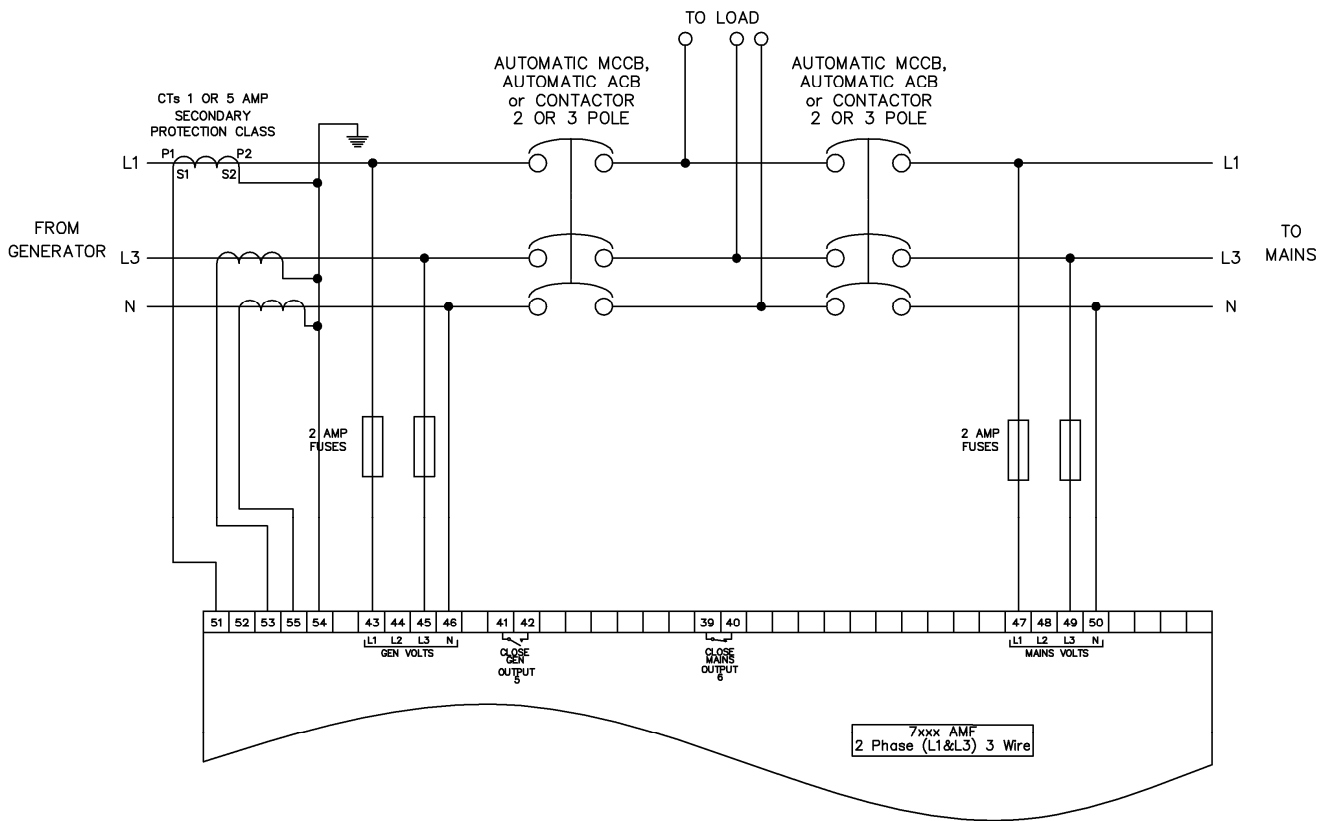 TO LOAD
AUTOMATIC MCCB,
AUTOMATIC ACB
or CONTACTOR
2 OR 3 POLE
AUTOMATIC MCCB,
AUTOMATIC ACB
or CONTACTOR
2 OR 3 POLE
CTs 1 OR 5 AMP
SECONDARY
PROTECTION CLASS
L1 P1 P2 L1
S1 S2
FROM
GENERATOR
TO
MAINS
L3 L3
N N
2 AMP
FUSES
2 AMP
FUSES
51 52 53 55 54 43 44 45 46 41 42 39 40 47 48 49 50
L1 L2 L3 N
GEN VOLTS
CLOSE
GEN
OUTPUT
5
CLOSE
MAINS
OUTPUT
6
L1 L2 L3 N
MAINS VOLTS
7xxx AMF
2 Phase (L1&L3) 3 Wire